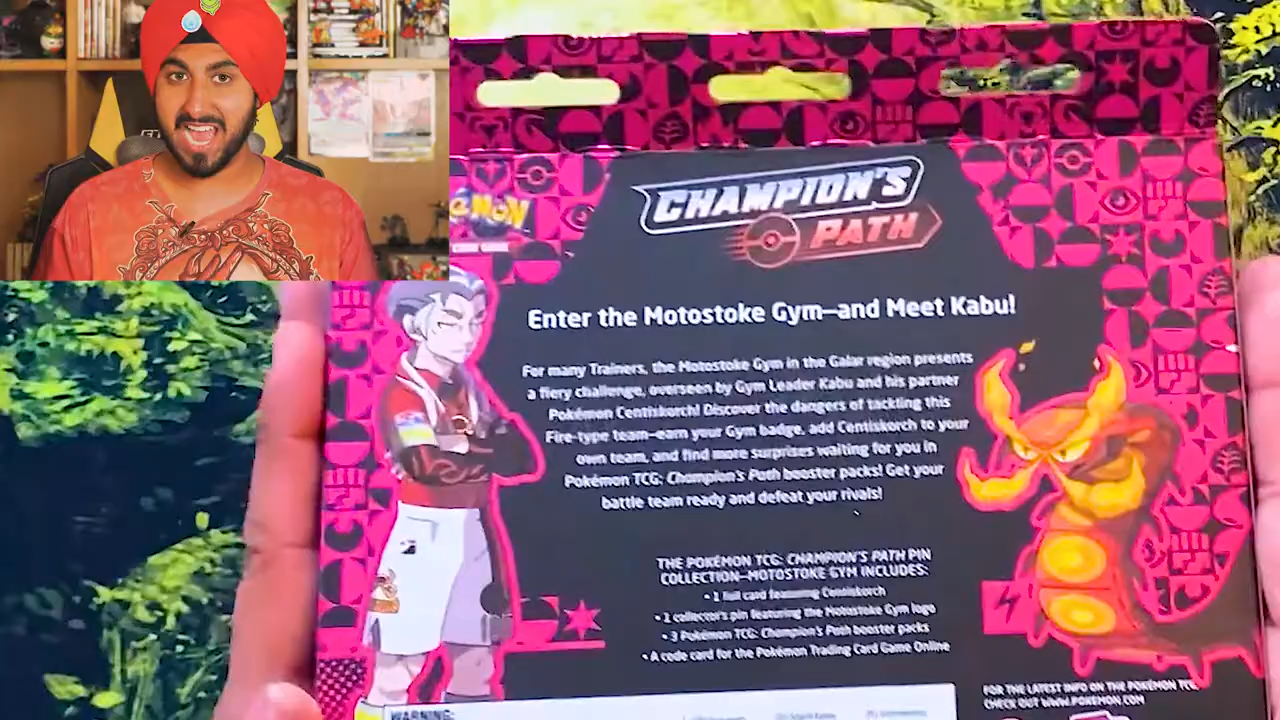 CHAMPION'S
PATH
Enter the Motostoke Gym—and Meet Kabu!
For many Trainers, the Motostoke Gym in the Galar region presents
a fiery challenge, overseen by Gym Leader Kabu and his partner
Pokémon Centiskorch! Discover the dangers of tackling this
Fire-type team—earn your Gym badge, add Centiskorch to your
own team, and find more surprises waiting for you in
Pokémon TCG: Champion's Path booster packs! Get your
battle team ready and defeat your rivals!
THE POKÉMON TCG: CHAMPION'S PATH PIN
COLLECTION—MOTOSTOKE GYM INCLUDES:
• 1 foil card featuring Centiskorch
• 1 collector's pin featuring the Motostoke Gym logo
• 3 Pokémon TCG: Champion's Path booster packs
• A code card for the Pokémon Trading Card Game Online
FOR THE LATEST INFO ON THE POKÉMON TCG,
CHECK OUT WWW.POKEMON.COM
WARNING: